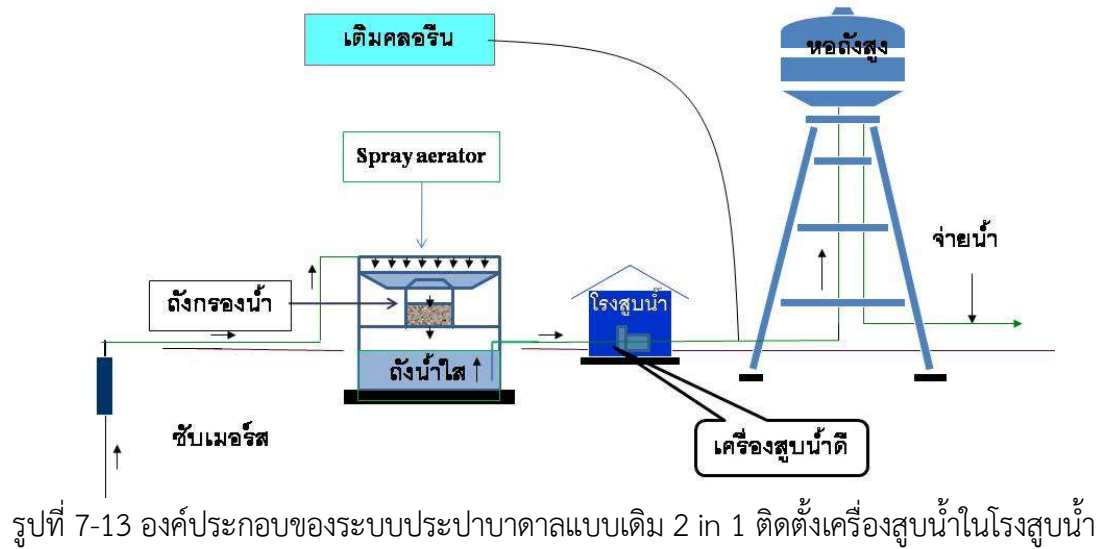 เติมคลอรีน
หอถังสูง
Spray aerator
จ่ายน้ำ
ถังกรองน้ำ
โรงสูบน้ำ
ถังน้ำใส
ซับเมอร์ส
เครื่องสูบน้ำดี
รูปที่ 7-13 องค์ประกอบของระบบประปาบาดาลแบบเดิม 2 in 1 ติดตั้งเครื่องสูบน้ำในโรงสูบน้ำ